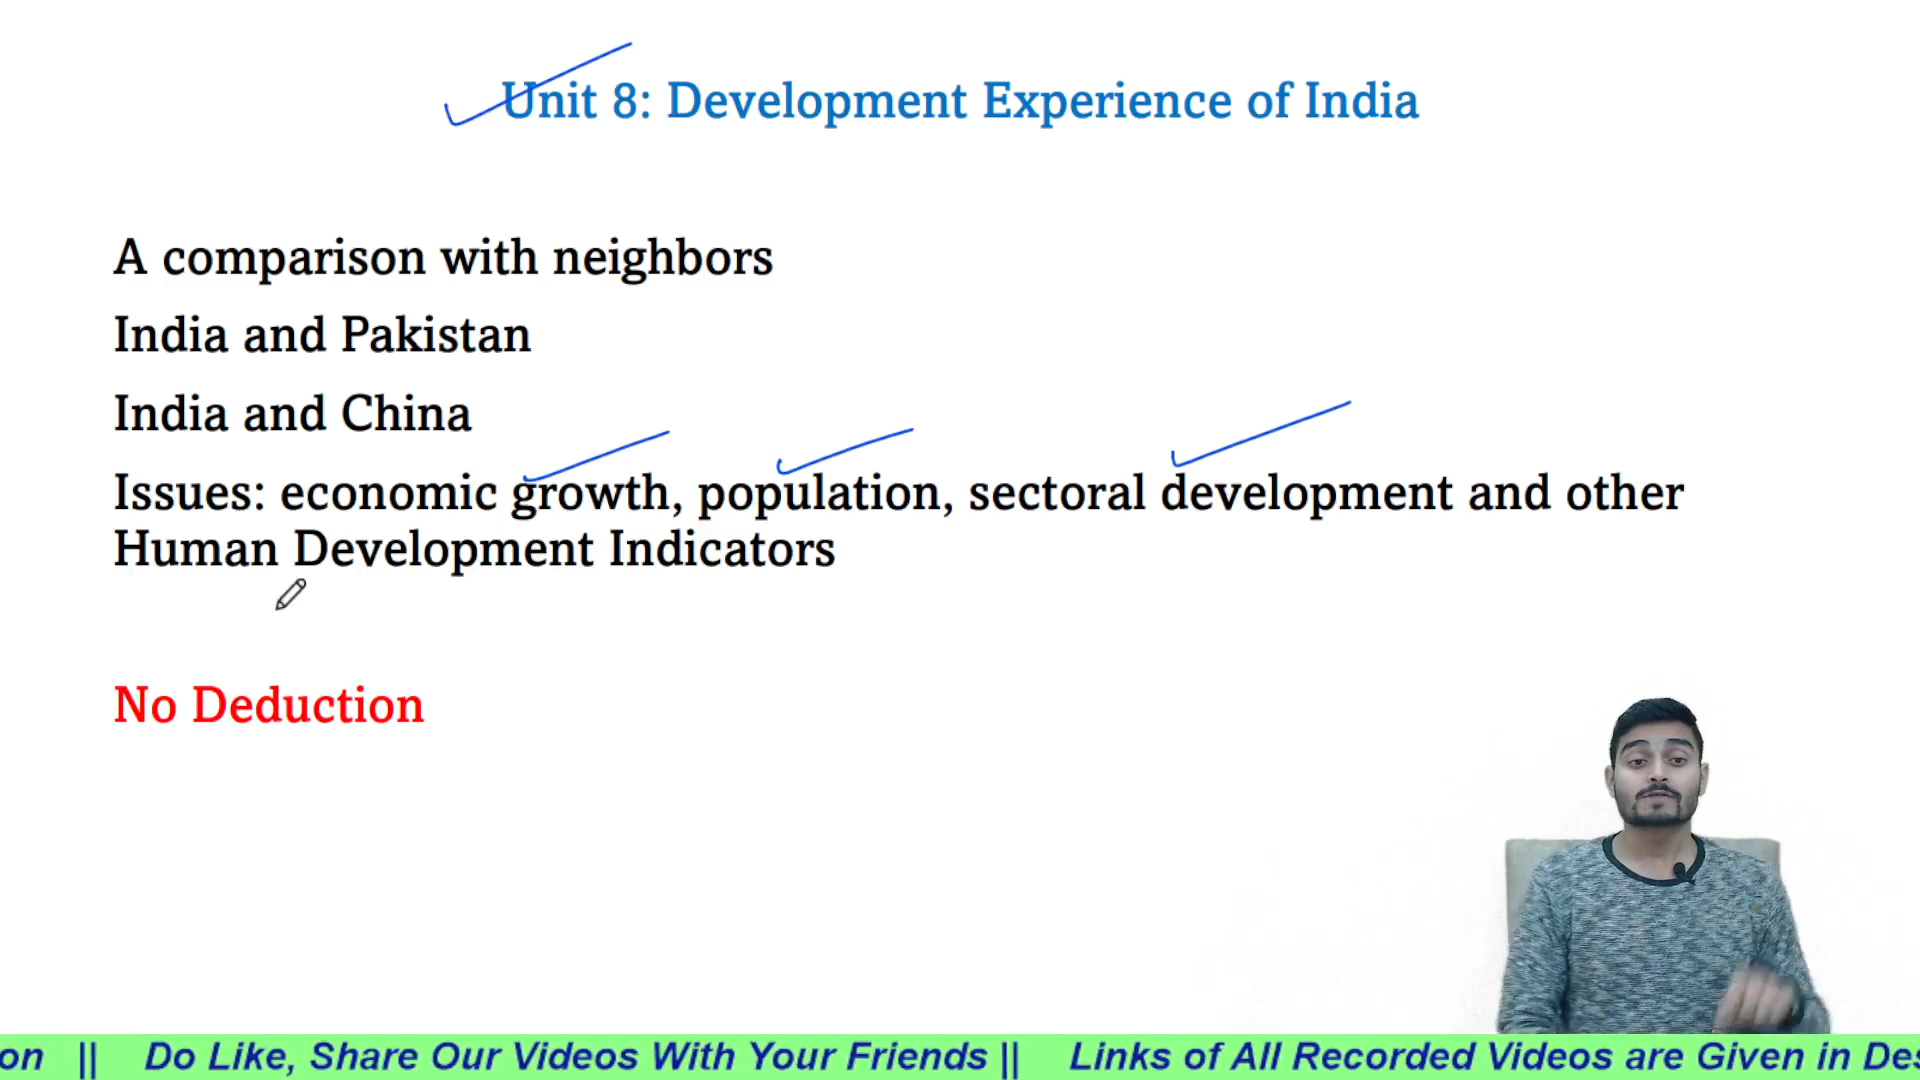 Unit 8: Development Experience of India
A comparison with neighbors
India and Pakistan
India and China
Issues: economic growth, population, sectoral development and other
Human Development Indicators
No Deduction
on || Do Like, Share Our Videos With Your Friends || Links of All Recorded Videos are Given in Des